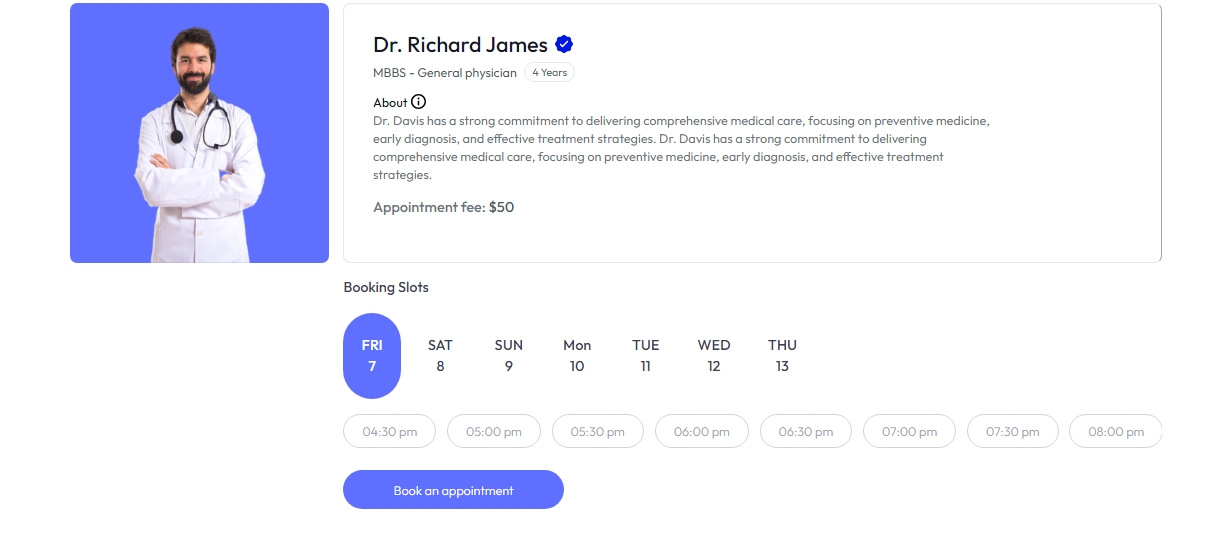 Dr. Richard James
MBBS - General physician 4 Years
About
Dr. Davis has a strong commitment to delivering comprehensive medical care, focusing on preventive medicine,
early diagnosis, and effective treatment strategies. Dr. Davis has a strong commitment to delivering
comprehensive medical care, focusing on preventive medicine, early diagnosis, and effective treatment
strategies.
Appointment fee: $50
Booking Slots
FRI SAT SUN Mon TUE WED THU
7 8 9 10 11 12 13
04:30 pm 05:00 pm 05:30 pm 06:00 pm 06:30 pm 07:00 pm 07:30 pm 08:00 pm
Book an appointment